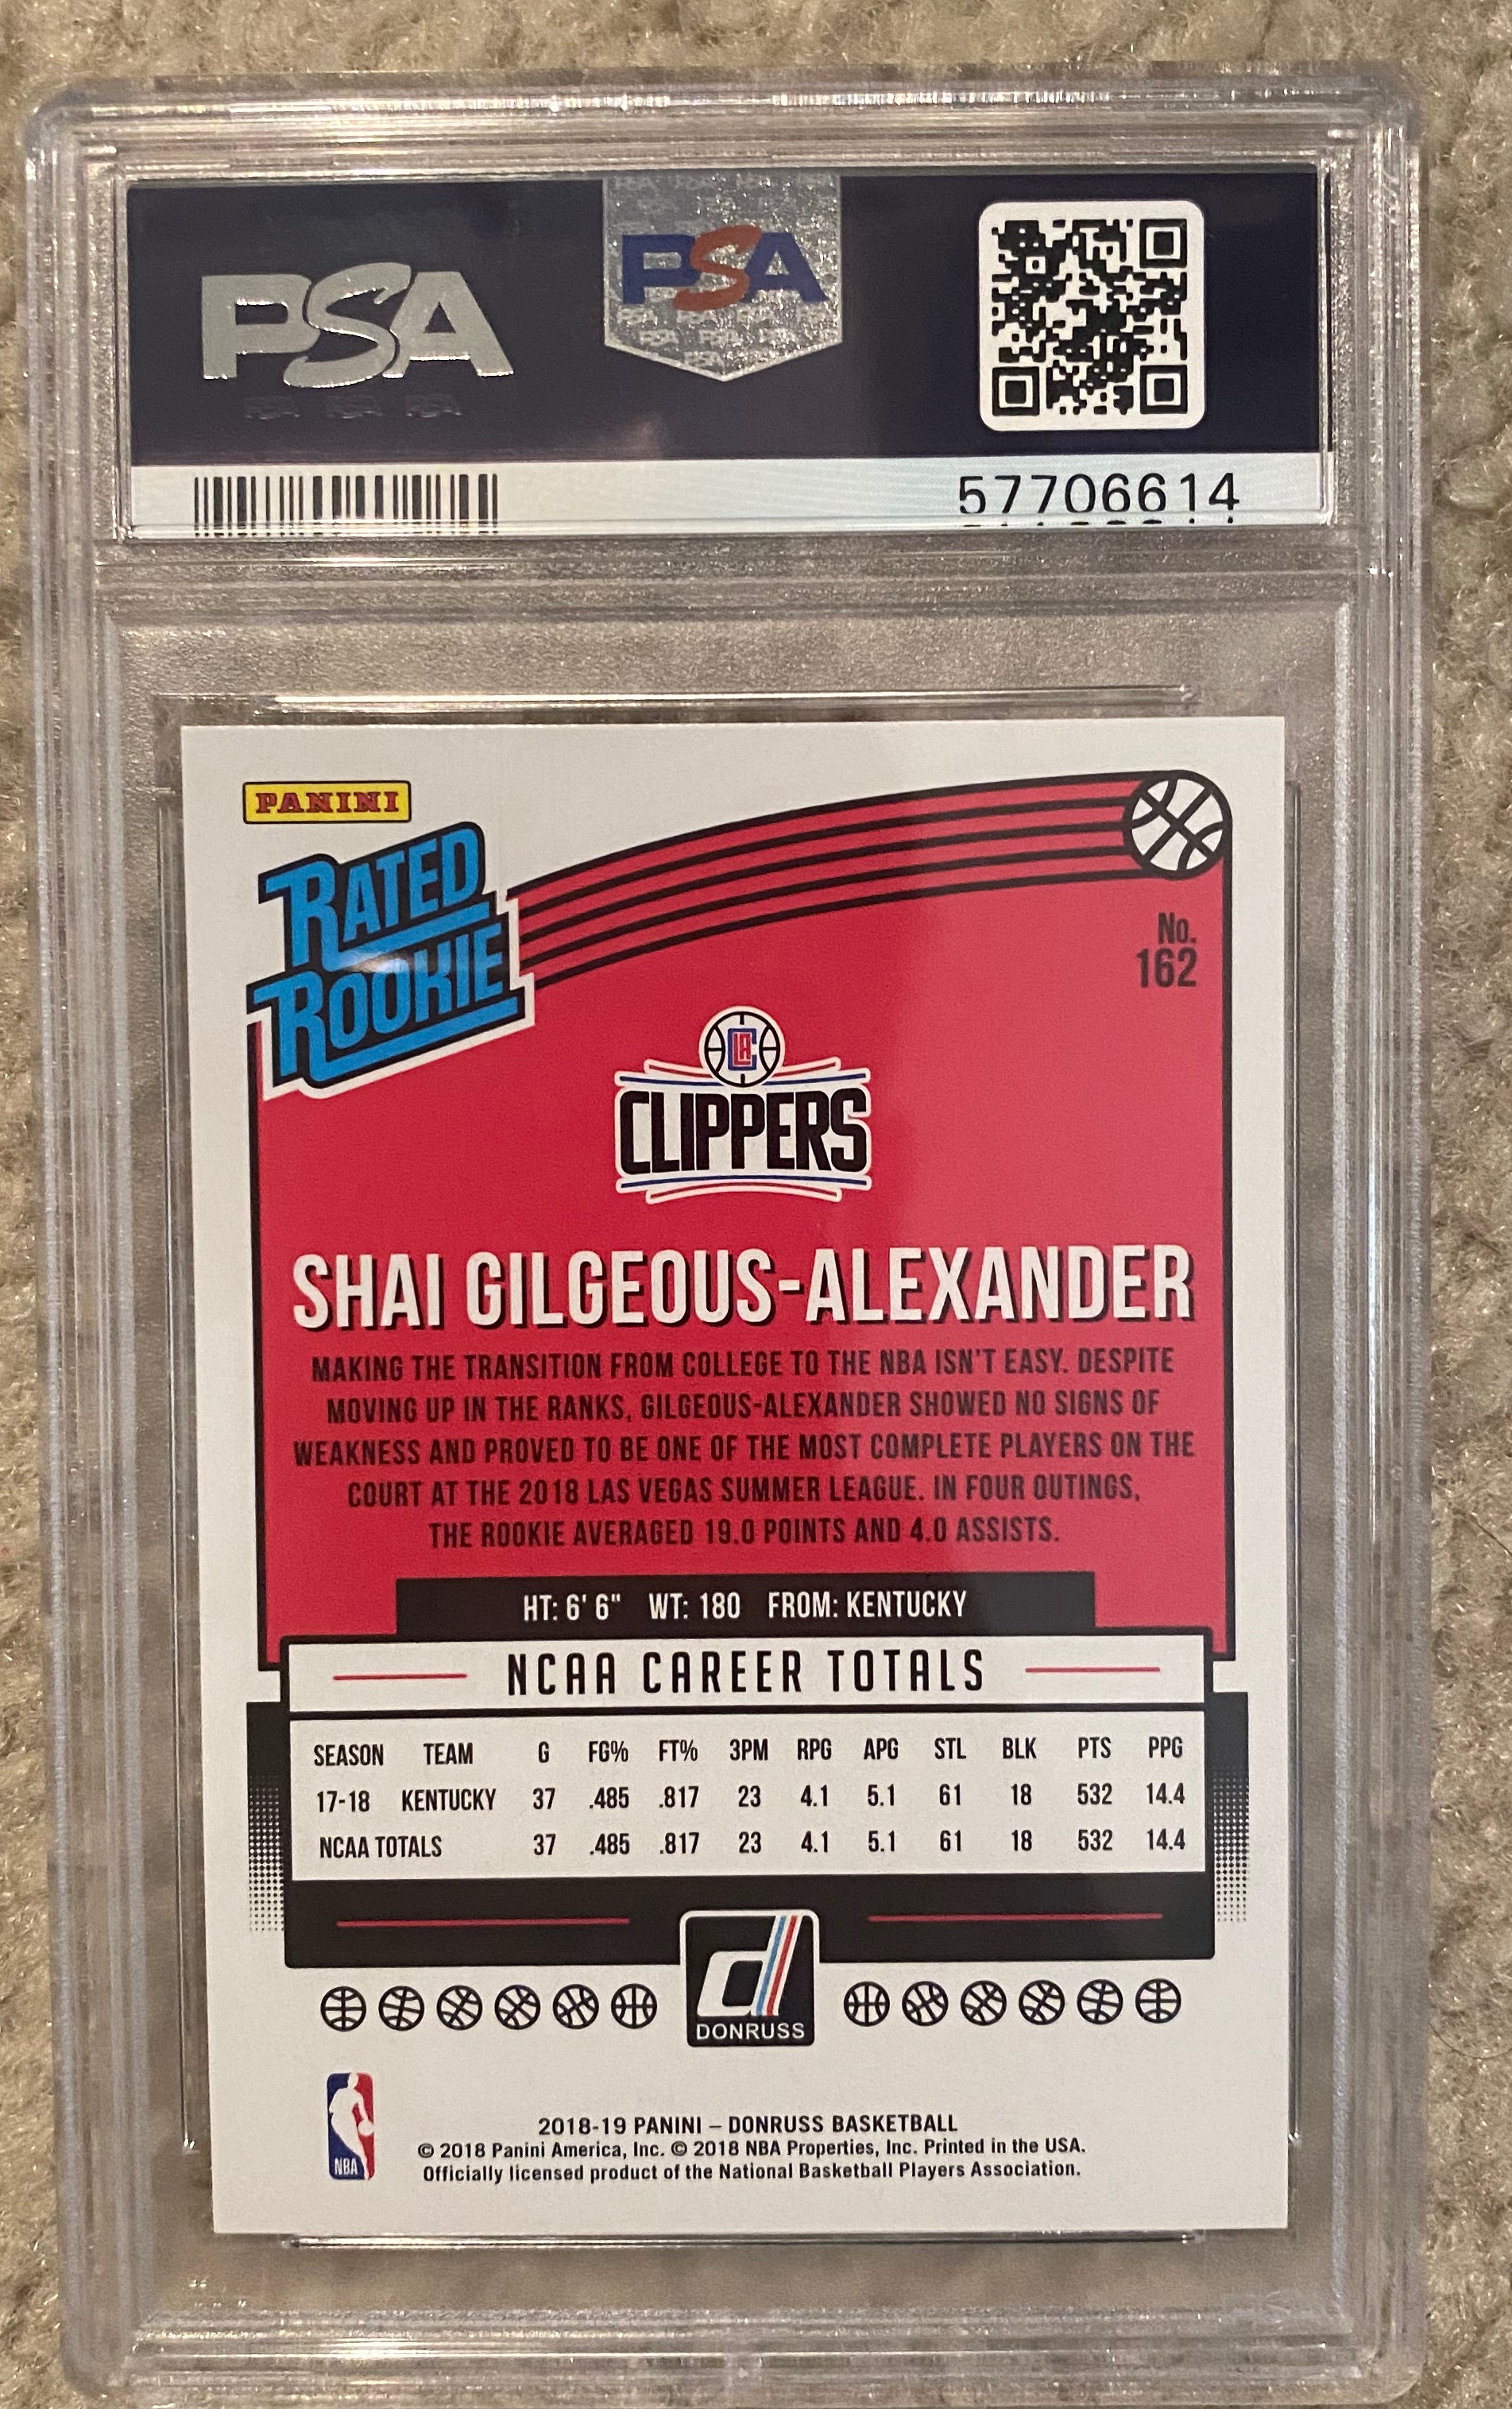 PSA
PSA
57706614
PANINI
RATED
ROOKIE
No.
162
LA
CLIPPERS
SHAI GILGEOUS-ALEXANDER
MAKING THE TRANSITION FROM COLLEGE TO THE NBA ISN'T EASY. DESPITE
MOVING UP IN THE RANKS, GILGEOUS-ALEXANDER SHOWED NO SIGNS OF
WEAKNESS AND PROVED TO BE ONE OF THE MOST COMPLETE PLAYERS ON THE
COURT AT THE 2018 LAS VEGAS SUMMER LEAGUE. IN FOUR OUTINGS,
THE ROOKIE AVERAGED 19.0 POINTS AND 4.0 ASSISTS.
HT: 6' 6" WT: 180 FROM: KENTUCKY
NCAA CAREER TOTALS
SEASON TEAM G FG% FT% 3PM RPG APG STL BLK PTS PPG
17-18 KENTUCKY 37 .485 .817 23 4.1 5.1 61 18 532 14.4
NCAA TOTALS 37 .485 .817 23 4.1 5.1 61 18 532 14.4
d
DONRUSS
NBA
2018-19 PANINI – DONRUSS BASKETBALL
© 2018 Panini America, Inc. © 2018 NBA Properties, Inc. Printed in the USA.
Officially licensed product of the National Basketball Players Association.